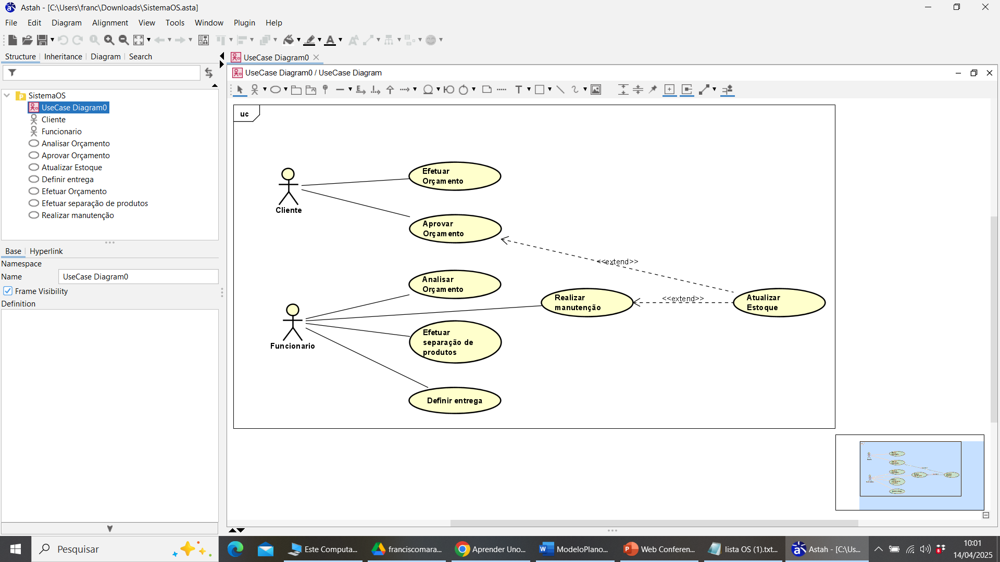 Astah - [C:\Users\franc\Downloads\SistemaOS.asta]
File Edit Diagram Alignment View Tools Window Plugin Help
Structure Inheritance Diagram Search
SistemaOS
UseCase Diagram0
Cliente
Funcionario
Analisar Orçamento
Aprovar Orçamento
Atualizar Estoque
Definir entrega
Efetuar Orçamento
Efetuar separação de produtos
Realizar manutenção
Base Hyperlink
Namespace
Name UseCase Diagram0
Frame Visibility
Definition
UseCase Diagram0
UseCase Diagram0 / UseCase Diagram
uc
Efetuar
Orçamento
Cliente
Aprovar
Orçamento
<<extend>>
Analisar
Orçamento
Realizar
manutenção
<<extend>>
Atualizar
Estoque
Funcionario
Efetuar
separação de
produtos
Definir entrega
Pesquisar
Este Computa...
franciscomara...
Aprender Uno...
ModeloPlano...
Web Conferen...
lista OS (1).txt...
Astah - [C:\Us...
10:01
14/04/2025